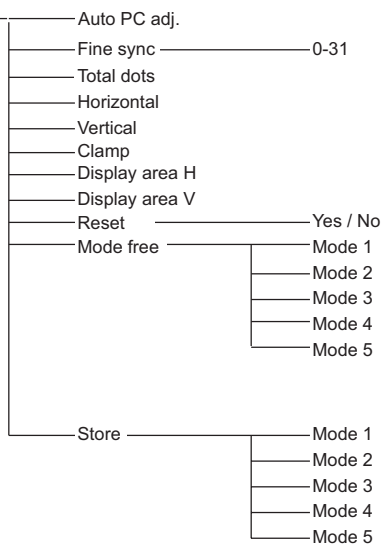 Auto PC adj.
Fine sync 0-31
Total dots
Horizontal
Vertical
Clamp
Display area H
Display area V
Reset Yes / No
Mode free Mode 1
Mode 2
Mode 3
Mode 4
Mode 5
Store Mode 1
Mode 2
Mode 3
Mode 4
Mode 5